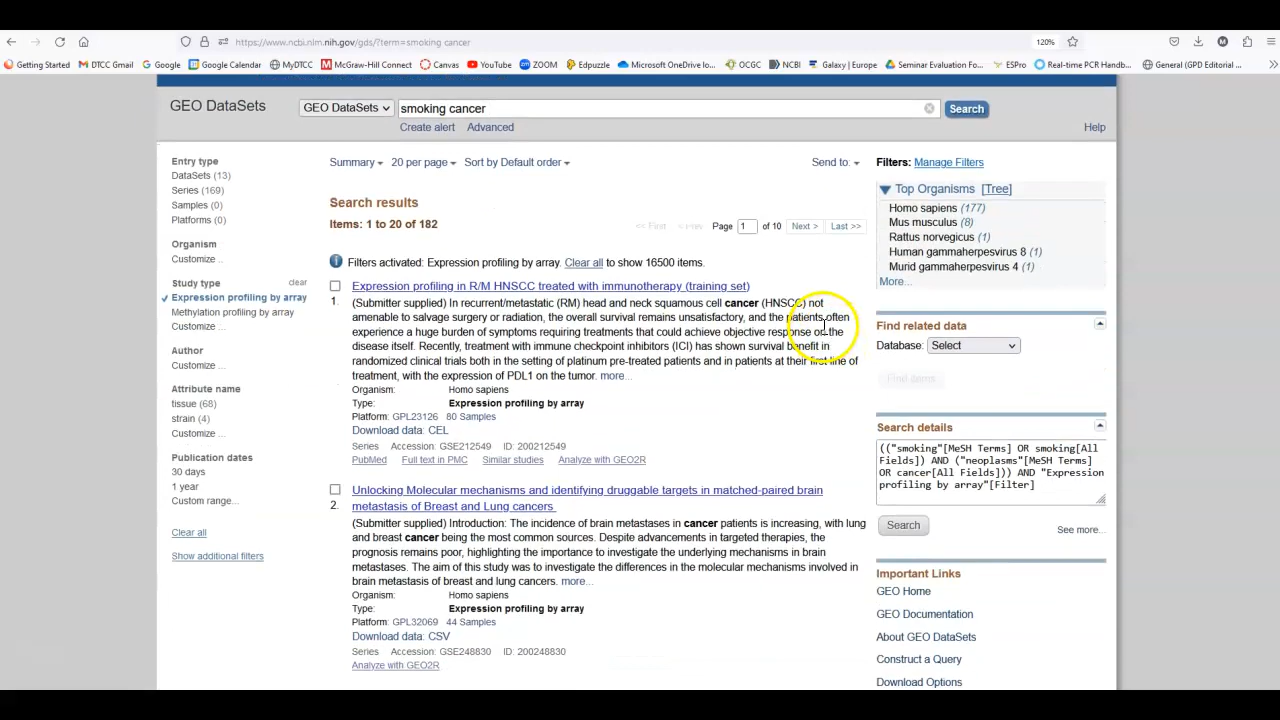 https://www.ncbi.nlm.nih.gov/gds/?term=smoking cancer
120%
Getting Started
DTCC Gmail
Google
Google Calendar
MyDTCC
McGraw-Hill Connect
Canvas
YouTube
ZOOM
Edpuzzle
Microsoft OneDrive lo...
OCGC
NCBI
Galaxy | Europe
Seminar Evaluation Fo...
ESPro
Real-time PCR Handb...
General (GPD Editorial ...
GEO DataSets
GEO DataSets
smoking cancer
Search
Create alert
Advanced
Help
Entry type
DataSets (13)
Series (169)
Samples (0)
Platforms (0)
Organism
Customize ...
Study type
clear
Expression profiling by array
Methylation profiling by array
Customize ...
Author
Customize ...
Attribute name
tissue (68)
strain (4)
Customize ...
Publication dates
30 days
1 year
Custom range...
Clear all
Show additional filters
Summary
20 per page
Sort by Default order
Send to:
Search results
Items: 1 to 20 of 182
<< First
< Prev
Page 1 of 10
Next >
Last >>
Filters activated: Expression profiling by array. Clear all to show 16500 items.
Expression profiling in R/M HNSCC treated with immunotherapy (training set)
1.
(Submitter supplied) In recurrent/metastatic (RM) head and neck squamous cell cancer (HNSCC) not
amenable to salvage surgery or radiation, the overall survival remains unsatisfactory, and the patients often
experience a huge burden of symptoms requiring treatments that could achieve objective response on the
disease itself. Recently, treatment with immune checkpoint inhibitors (ICI) has shown survival benefit in
randomized clinical trials both in the setting of platinum pre-treated patients and in patients at their first line of
treatment, with the expression of PDL1 on the tumor. more...
Organism: Homo sapiens
Type: Expression profiling by array
Platform: GPL23126 80 Samples
Download data: CEL
Series Accession: GSE212549 ID: 200212549
PubMed Full text in PMC Similar studies Analyze with GEO2R
Unlocking Molecular mechanisms and identifying druggable targets in matched-paired brain
2. metastasis of Breast and Lung cancers
(Submitter supplied) Introduction: The incidence of brain metastases in cancer patients is increasing, with lung
and breast cancer being the most common sources. Despite advancements in targeted therapies, the
prognosis remains poor, highlighting the importance to investigate the underlying mechanisms in brain
metastases. The aim of this study was to investigate the differences in the molecular mechanisms involved in
brain metastasis of breast and lung cancers. more...
Organism: Homo sapiens
Type: Expression profiling by array
Platform: GPL32069 44 Samples
Download data: CSV
Series Accession: GSE248830 ID: 200248830
Analyze with GEO2R
Filters: Manage Filters
Top Organisms [Tree]
Homo sapiens (177)
Mus musculus (8)
Rattus norvegicus (1)
Human gammaherpesvirus 8 (1)
Murid gammaherpesvirus 4 (1)
More...
Find related data
Database: Select
Find items
Search details
(("smoking"[MeSH Terms] OR smoking[All
Fields]) AND ("neoplasms"[MeSH Terms]
OR cancer[All Fields])) AND "Expression
profiling by array"[Filter]
Search
See more...
Important Links
GEO Home
GEO Documentation
About GEO DataSets
Construct a Query
Download Options